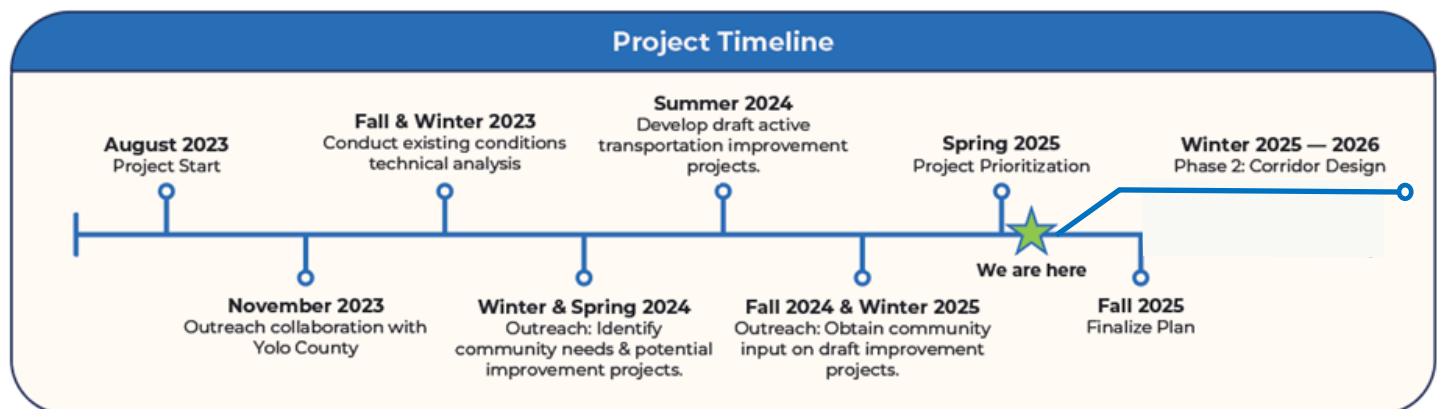 Project Timeline
August 2023
Project Start
Fall & Winter 2023
Conduct existing conditions
technical analysis
Summer 2024
Develop draft active
transportation improvement
projects.
Spring 2025
Project Prioritization
Winter 2025 — 2026
Phase 2: Corridor Design
We are here
November 2023
Outreach collaboration with
Yolo County
Winter & Spring 2024
Outreach: Identify
community needs & potential
improvement projects.
Fall 2024 & Winter 2025
Outreach: Obtain community
input on draft improvement
projects.
Fall 2025
Finalize Plan